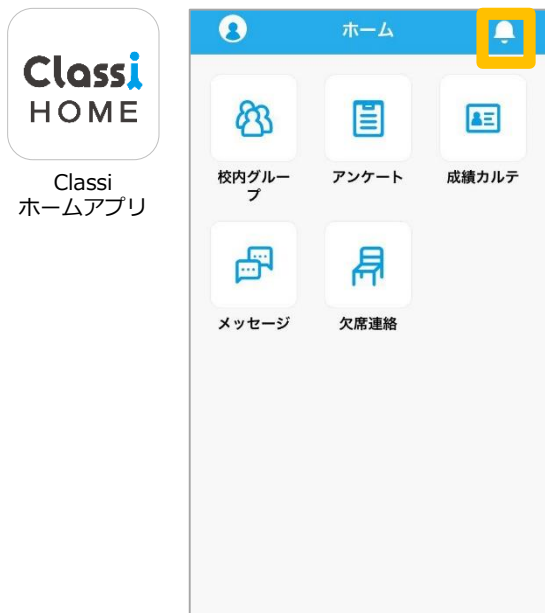 Classi
HOME
Classi
ホームアプリ
ホーム
校内グルー
プ
アンケート
成績カルテ
メッセージ
欠席連絡